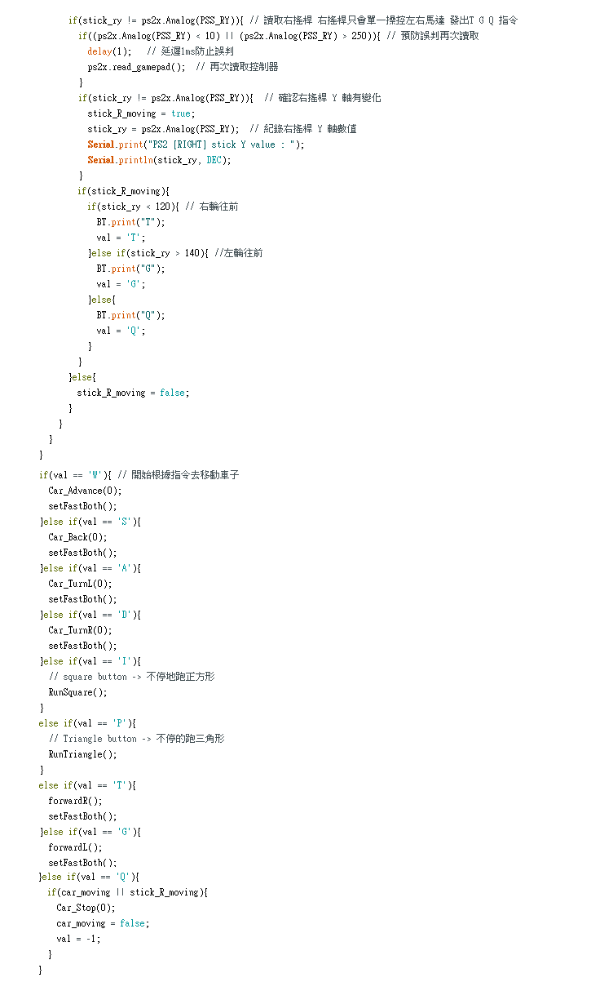 if(stick_ry != ps2x.Analog(PSS_RY)){ // 讀取右搖桿 右搖桿只會單一操控左右馬達 發出T G Q 指令
if((ps2x.Analog(PSS_RY) < 10) || (ps2x.Analog(PSS_RY) > 250)){ // 預防誤判再次讀取
delay(1); // 延遲1ms防止誤判
ps2x.read_gamepad(); // 再次讀取控制器
}
if(stick_ry != ps2x.Analog(PSS_RY)){ // 確認右搖桿 Y 軸有變化
stick_R_moving = true;
stick_ry = ps2x.Analog(PSS_RY); // 紀錄右搖桿 Y 軸數值
Serial.print("PS2 [RIGHT] stick Y value : ");
Serial.println(stick_ry, DEC);
}
if(stick_R_moving){
if(stick_ry < 120){ // 右輪往前
BT.print("T");
val = 'T';
}else if(stick_ry > 140){ //左輪往前
BT.print("G");
val = 'G';
}else{
BT.print("Q");
val = 'Q';
}
}
}else{
stick_R_moving = false;
}
}
}
}
if(val == 'W'){ // 開始根據指令去移動車子
Car_Advance(0);
setFastBoth();
}else if(val == 'S'){
Car_Back(0);
setFastBoth();
}else if(val == 'A'){
Car_TurnL(0);
setFastBoth();
}else if(val == 'D'){
Car_TurnR(0);
setFastBoth();
}else if(val == 'I'){
// square button -> 不停地跑正方形
RunSquare();
}
else if(val == 'P'){
// Triangle button -> 不停的跑三角形
RunTriangle();
}
else if(val == 'T'){
forwardR();
setFastBoth();
}else if(val == 'G'){
forwardL();
setFastBoth();
}else if(val == 'Q'){
if(car_moving || stick_R_moving){
Car_Stop(0);
car_moving = false;
val = -1;
}
}